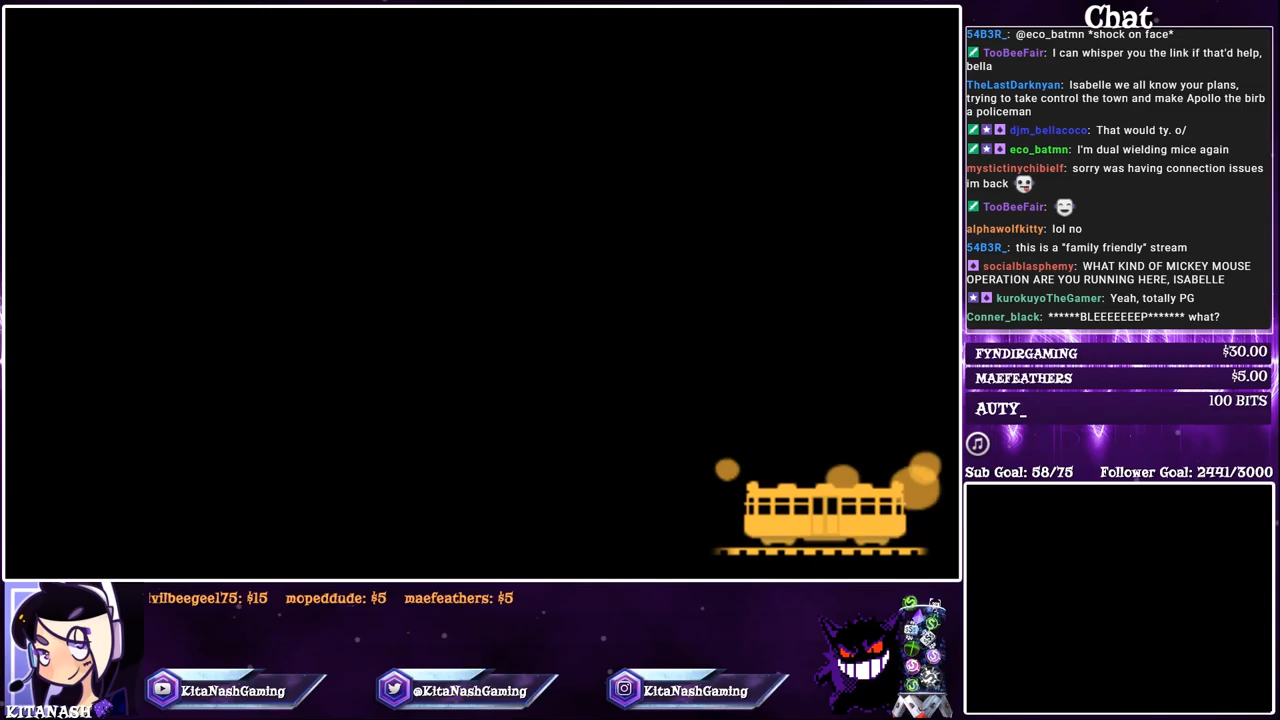 Chat
54B3R_: @eco_batmn *shock on face*
TooBeeFair: I can whisper you the link if that'd help,
bella
TheLastDarknyan: Isabelle we all know your plans,
trying to take control the town and make Apollo the birb
a policeman
djm_bellacoco: That would ty. o/
eco_batmn: I'm dual wielding mice again
mystictinychibielf: sorry was having connection issues
im back
TooBeeFair:
alphawolfkitty: lol no
54B3R_: this is a "family friendly" stream
socialblasphemy: WHAT KIND OF MICKEY MOUSE
OPERATION ARE YOU RUNNING HERE, ISABELLE
kurokuyoTheGamer: Yeah, totally PG
Conner_black: ******BLEEEEEEEP******* what?
FYNDIRGAMING $30.00
MAEFEATHERS $5.00
AUTY_ 100 BITS
Sub Goal: 58/75 Follower Goal: 2441/3000
vilbeegee175: $15 mopeddude: $5 maefeathers: $5
KitaNashGaming @KitaNashGaming KitaNashGaming
KITANASH